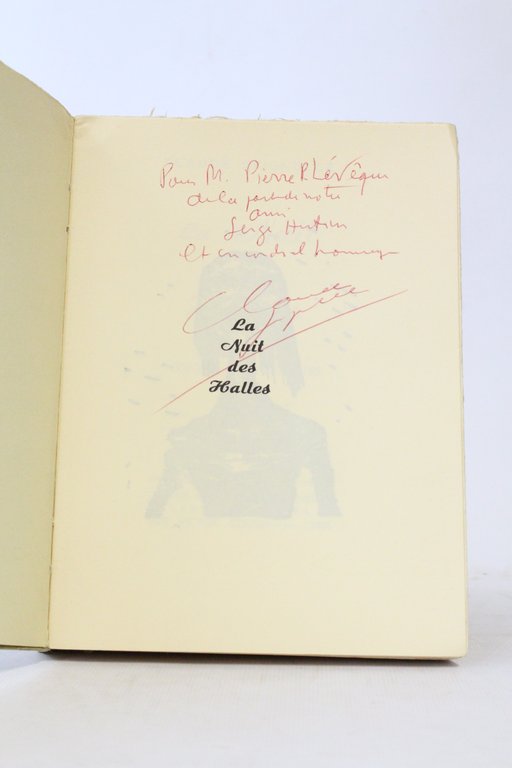 Pour M. Pierre R. Lévêque
de la part de notre
ami
Serge Hutin
et en cordial hommage
Claude
La
Nuit
des
Halles